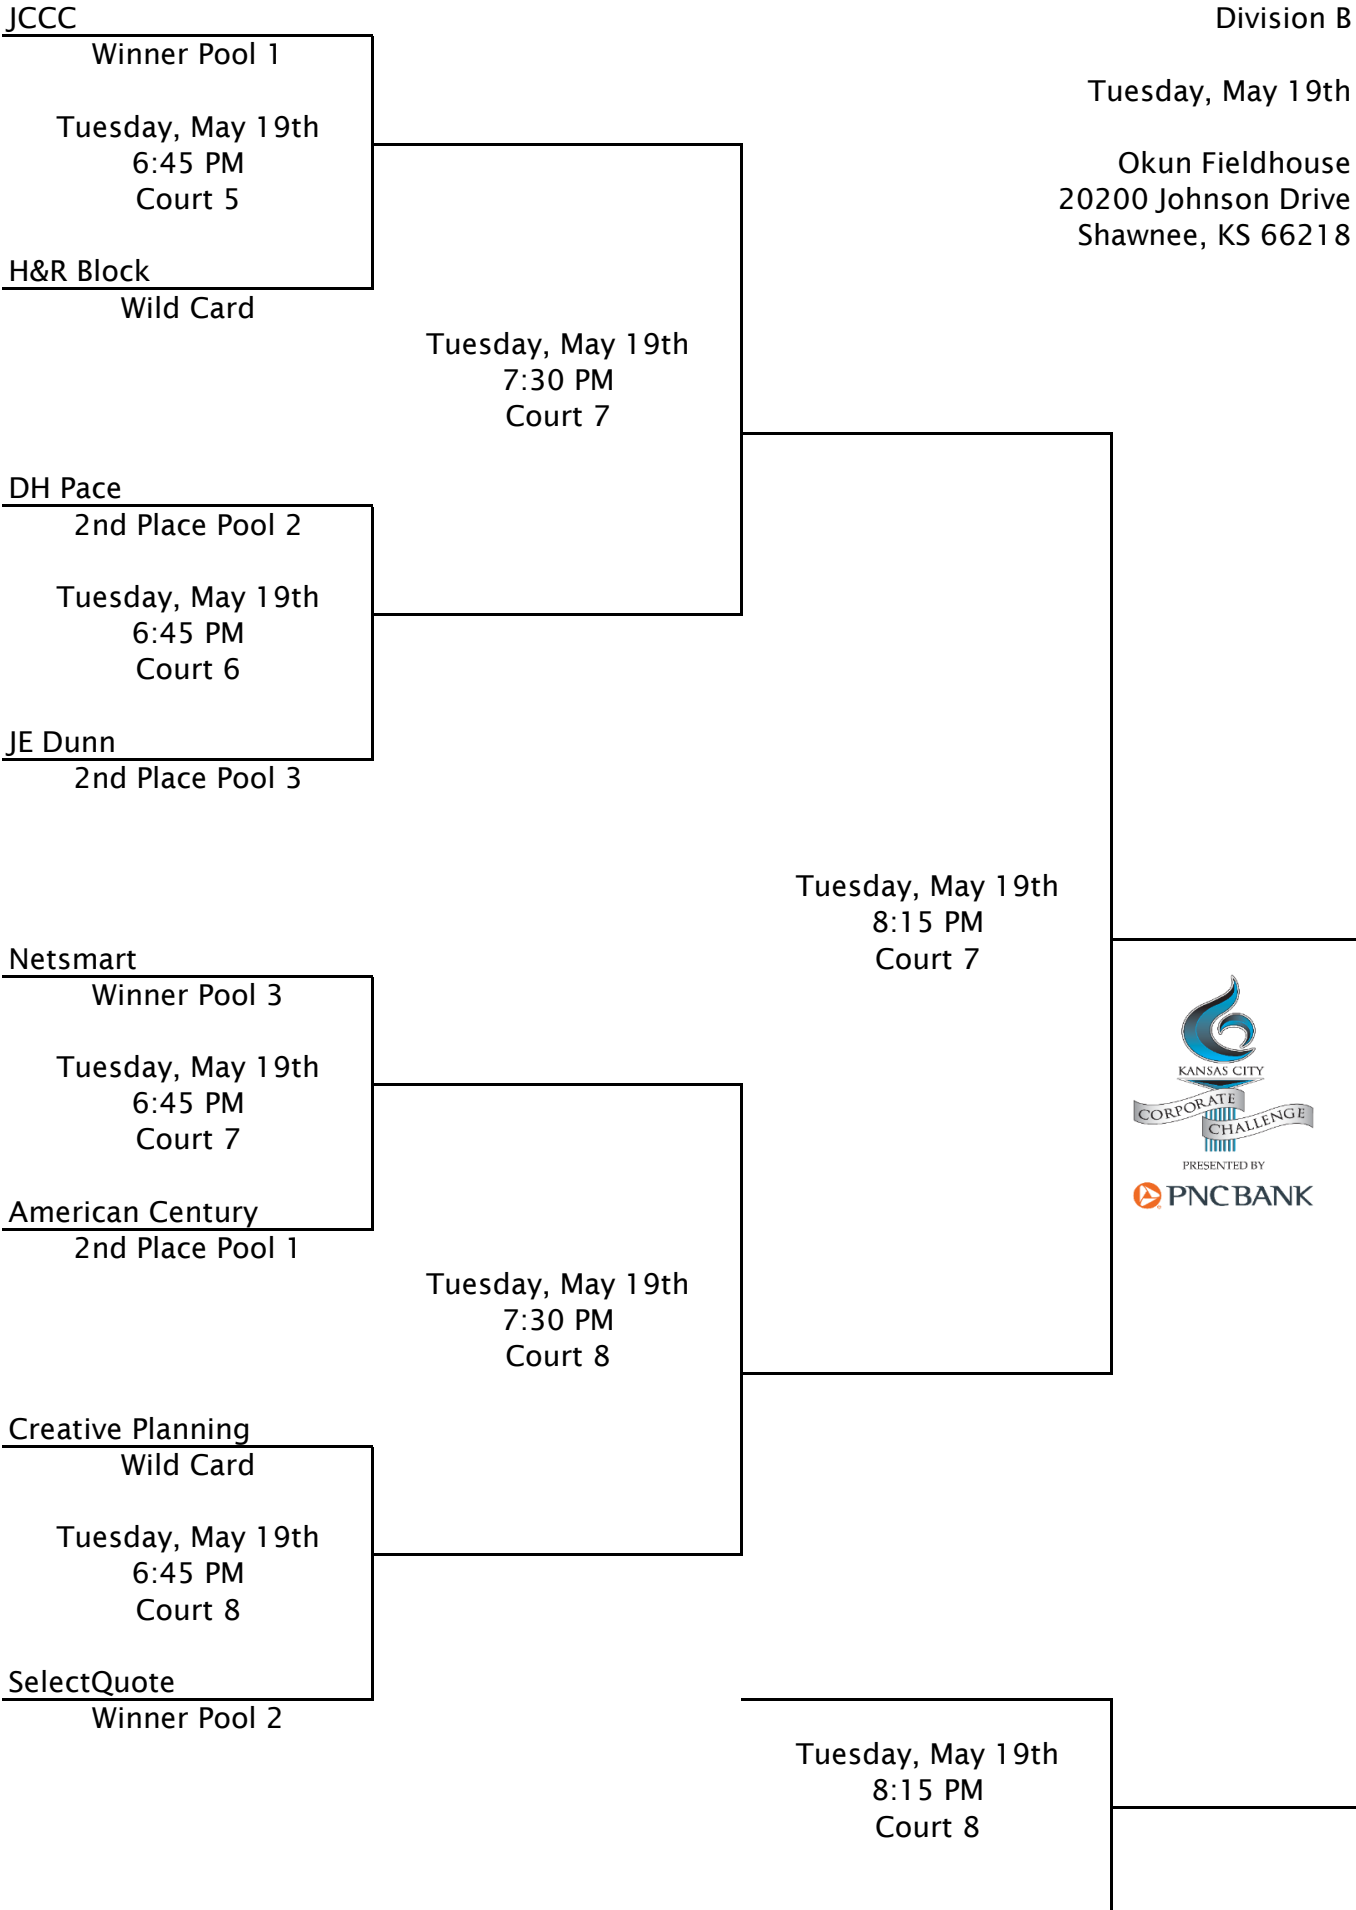 JCCC
Division B
Winner Pool 1
Tuesday, May 19th
Tuesday, May 19th
6:45 PM
Court 5
Okun Fieldhouse
20200 Johnson Drive
Shawnee, KS 66218
H&R Block
Wild Card
Tuesday, May 19th
7:30 PM
Court 7
DH Pace
2nd Place Pool 2
Tuesday, May 19th
6:45 PM
Court 6
JE Dunn
2nd Place Pool 3
Tuesday, May 19th
8:15 PM
Court 7
Netsmart
Winner Pool 3
Tuesday, May 19th
6:45 PM
Court 7
KANSAS CITY
CORPORATE
CHALLENGE
PRESENTED BY
PNC BANK
American Century
2nd Place Pool 1
Tuesday, May 19th
7:30 PM
Court 8
Creative Planning
Wild Card
Tuesday, May 19th
6:45 PM
Court 8
SelectQuote
Winner Pool 2
Tuesday, May 19th
8:15 PM
Court 8